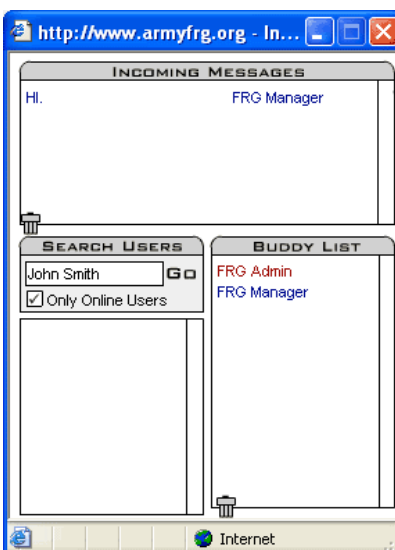 http://www.armyfrg.org - In...
INCOMING MESSAGES
HI. FRG Manager
SEARCH USERS
John Smith GO
Only Online Users
BUDDY LIST
FRG Admin
FRG Manager
Internet